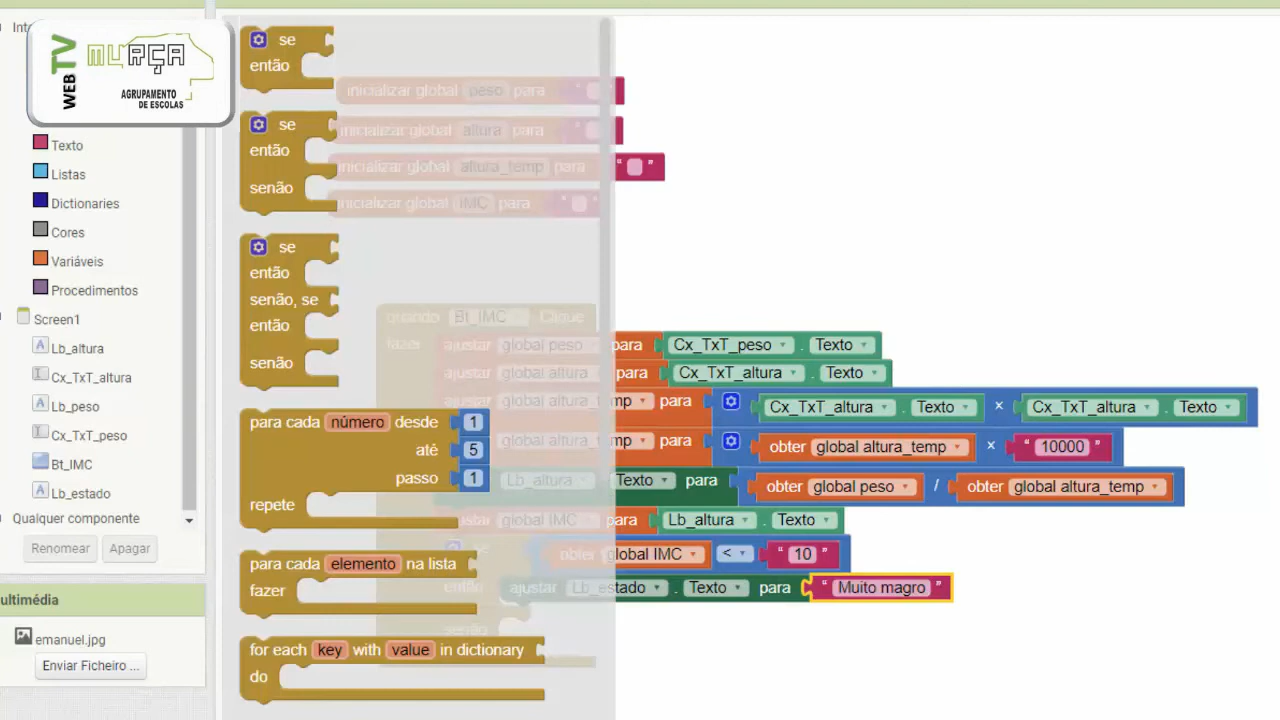 Inte
WEB TV
MURÇA
AGRUPAMENTO
DE ESCOLAS
Texto
Listas
Dictionaries
Cores
Variáveis
Procedimentos
Screen1
Lb_altura
Cx_TxT_altura
Lb_peso
Cx_TxT_peso
Bt_IMC
Lb_estado
Qualquer componente
Renomear Apagar
ultimédia
emanuel.jpg
Enviar Ficheiro ...
se
então
se
então
senão
se
então
senão, se
então
senão
para cada número desde 1
até 5
passo 1
repete
para cada elemento na lista
fazer
for each key with value in dictionary
do
inicializar global peso para “ ”
inicializar global altura para “ ”
inicializar global altura_temp para “ ”
inicializar global IMC para “ ”
quando Bt_IMC . Clique
fazer ajustar global peso para Cx_TxT_peso . Texto
ajustar global altura para Cx_TxT_altura . Texto
ajustar global altura_temp para Cx_TxT_altura . Texto × Cx_TxT_altura . Texto
ajustar global altura_temp para obter global altura_temp × “ 10000 ”
Lb_altura . Texto para obter global peso / obter global altura_temp
ajustar global IMC para Lb_altura . Texto
se obter global IMC < “ 10 ”
então ajustar Lb_estado . Texto para “ Muito magro ”
senão